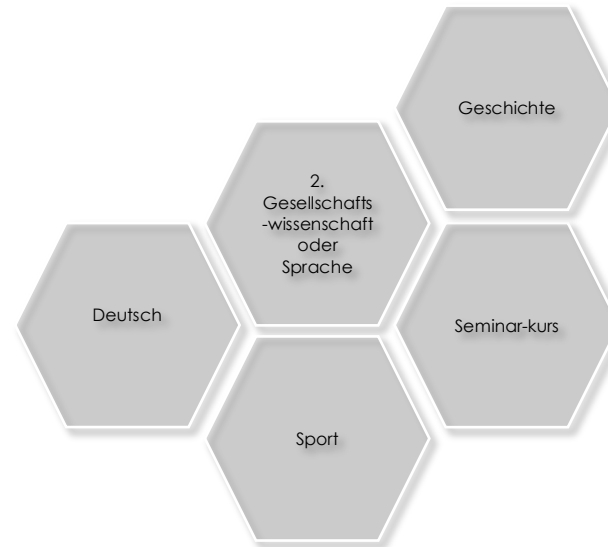 Geschichte
2.
Gesellschafts
-wissenschaft
oder
Sprache
Deutsch
Seminar-kurs
Sport